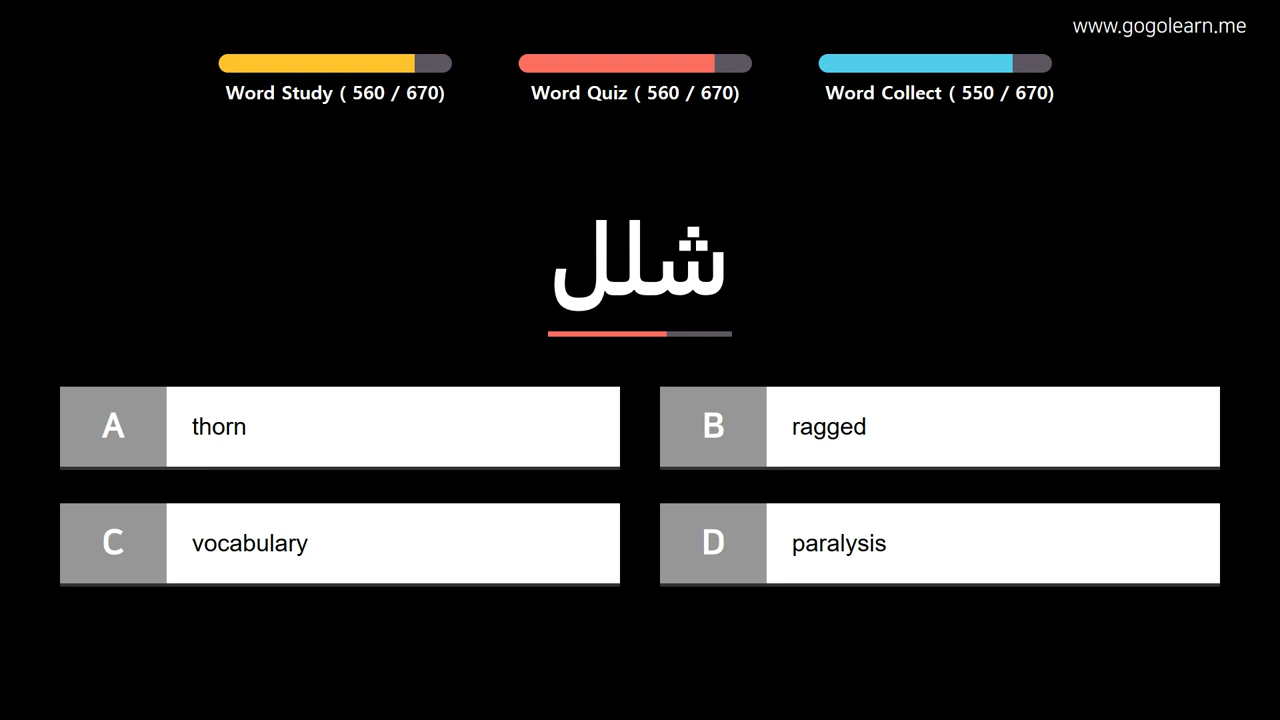 www.gogolearn.me
Word Study ( 560 / 670)
Word Quiz ( 560 / 670)
Word Collect ( 550 / 670)
شلل
A thorn
B ragged
C vocabulary
D paralysis